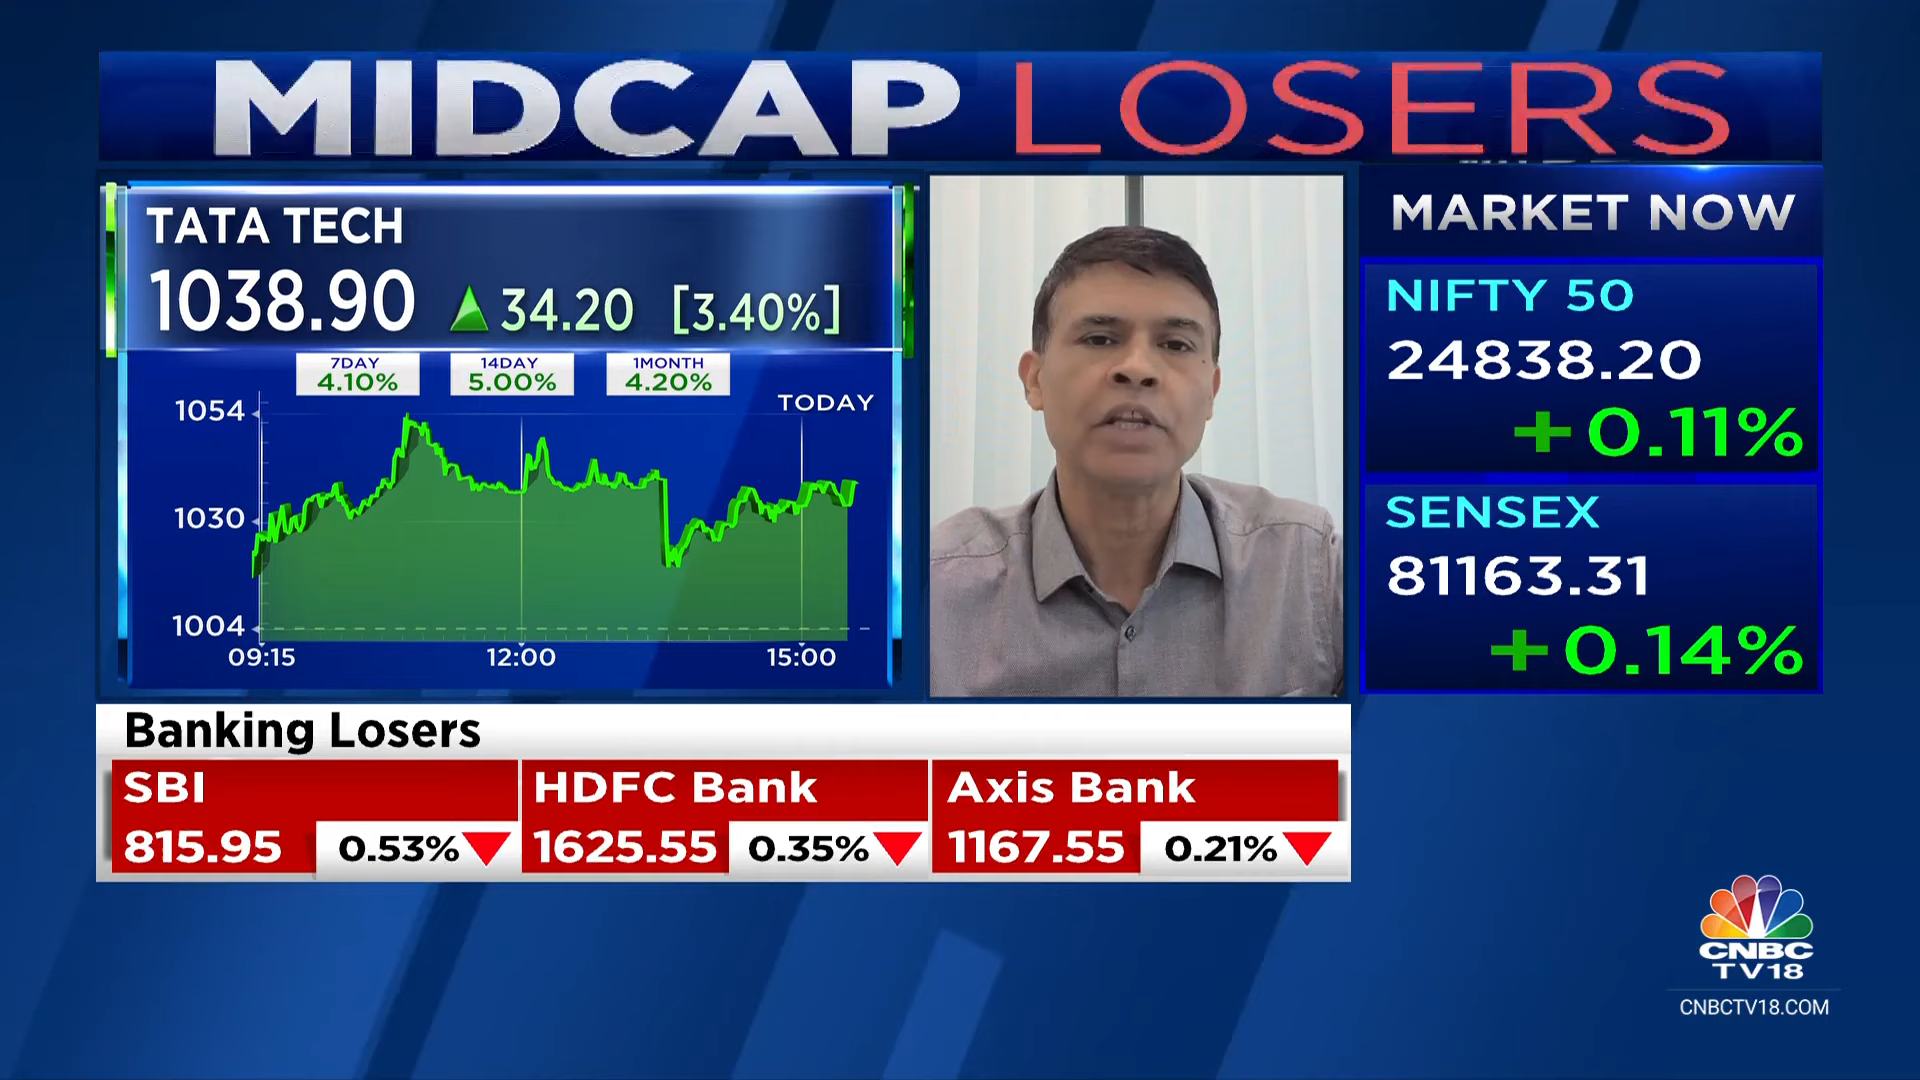 MIDCAP LOSERS
TATA TECH
1038.90 ▲ 34.20 [3.40%]
7DAY
4.10%
14DAY
5.00%
1MONTH
4.20%
TODAY
1054
1030
1004
09:15 12:00 15:00
MARKET NOW
NIFTY 50
24838.20
+0.11%
SENSEX
81163.31
+0.14%
Banking Losers
SBI
815.95 0.53% ▼
HDFC Bank
1625.55 0.35% ▼
Axis Bank
1167.55 0.21% ▼
CNBC
TV18
CNBCTV18.COM